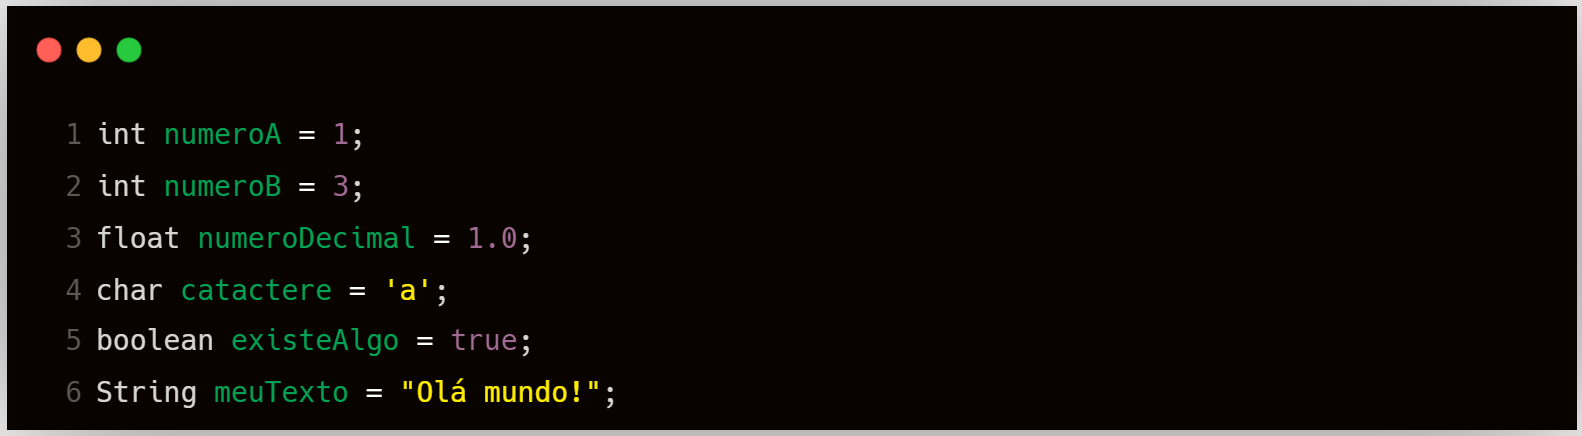 1 int numeroA = 1;
2 int numeroB = 3;
3 float numeroDecimal = 1.0;
4 char catactere = 'a';
5 boolean existeAlgo = true;
6 String meuTexto = "Olá mundo!";